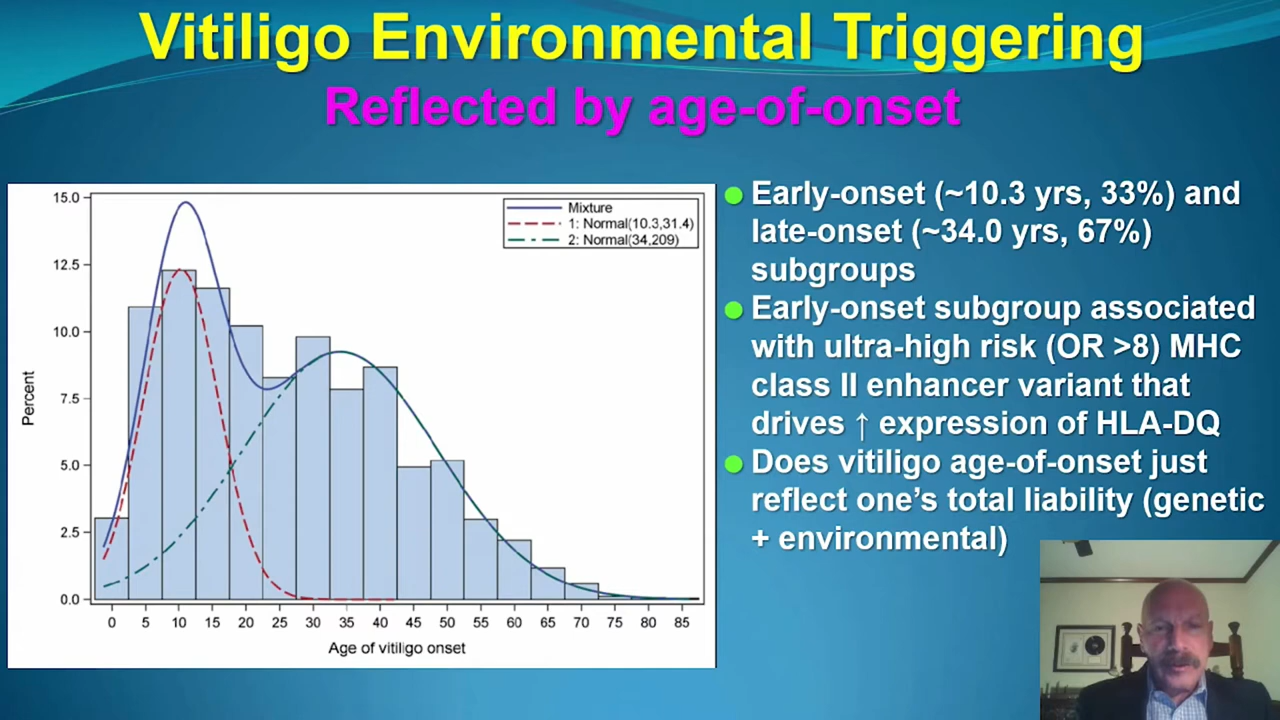 Vitiligo Environmental Triggering
Reflected by age-of-onset
15.0
12.5
10.0
7.5
5.0
2.5
0.0
Percent
Mixture
1: Normal(10.3,31.4)
2: Normal(34,209)
0 5 10 15 20 25 30 35 40 45 50 55 60 65 70 75 80 85
Age of vitiligo onset
Early-onset (~10.3 yrs, 33%) and
late-onset (~34.0 yrs, 67%)
subgroups
Early-onset subgroup associated
with ultra-high risk (OR >8) MHC
class II enhancer variant that
drives ↑ expression of HLA-DQ
Does vitiligo age-of-onset just
reflect one’s total liability (genetic
+ environmental)